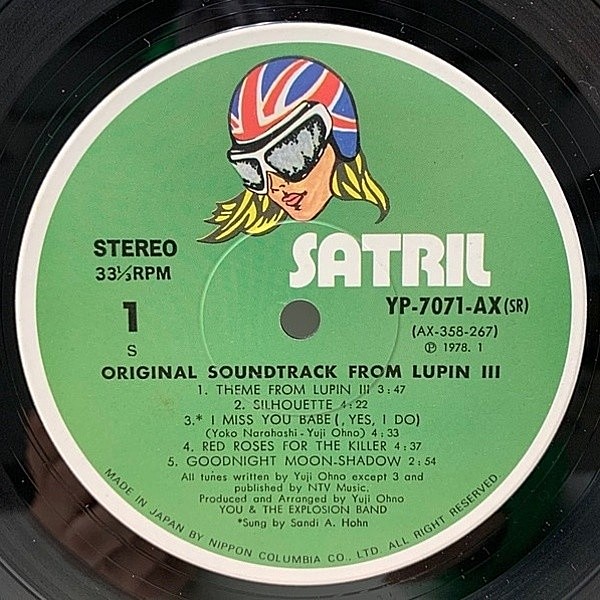 STEREO
33⅓RPM
SATRIL
1
S
YP-7071-AX(SR)
(AX-358-267)
℗ 1978. 1
ORIGINAL SOUNDTRACK FROM LUPIN III
1. THEME FROM LUPIN III 3:47
2. SILHOUETTE 4:22
3.* I MISS YOU BABE (, YES, I DO)
(Yoko Narahashi-Yuji Ohno) 4:33
4. RED ROSES FOR THE KILLER 4:37
5. GOODNIGHT MOON-SHADOW 2:54
All tunes written by Yuji Ohno except 3 and
published by NTV Music,
Produced and Arranged by Yuji Ohno
YOU & THE EXPLOSION BAND
*Sung by Sandi A. Hohn
MADE IN JAPAN BY NIPPON COLUMBIA CO., LTD. ALL RIGHT RESERVED